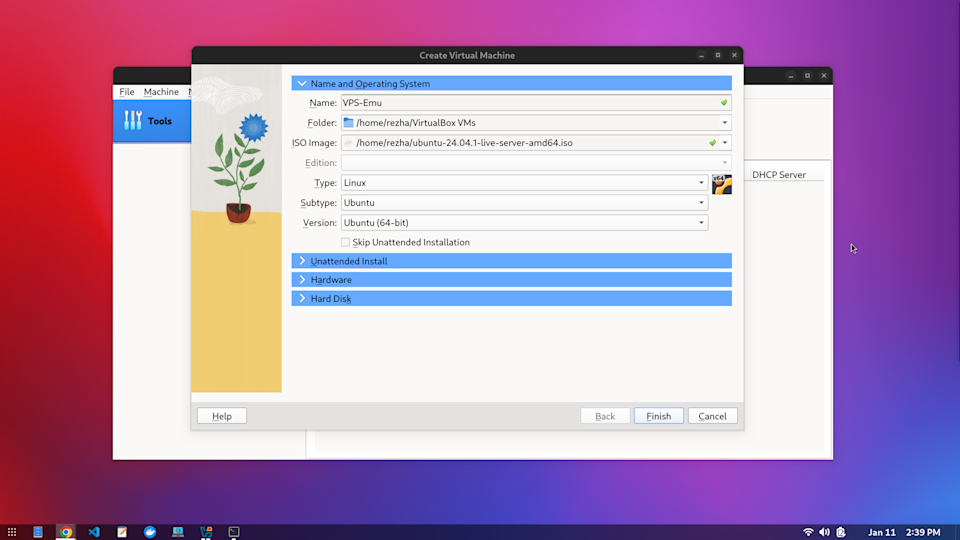 Create Virtual Machine
File Machine
Tools
DHCP Server
Name and Operating System
Name: VPS-Emu
Folder: /home/rezha/VirtualBox VMs
ISO Image: /home/rezha/ubuntu-24.04.1-live-server-amd64.iso
Edition:
Type: Linux
x64
Subtype: Ubuntu
Version: Ubuntu (64-bit)
Skip Unattended Installation
Unattended Install
Hardware
Hard Disk
Help Back Finish Cancel
Jan 11 2:39 PM